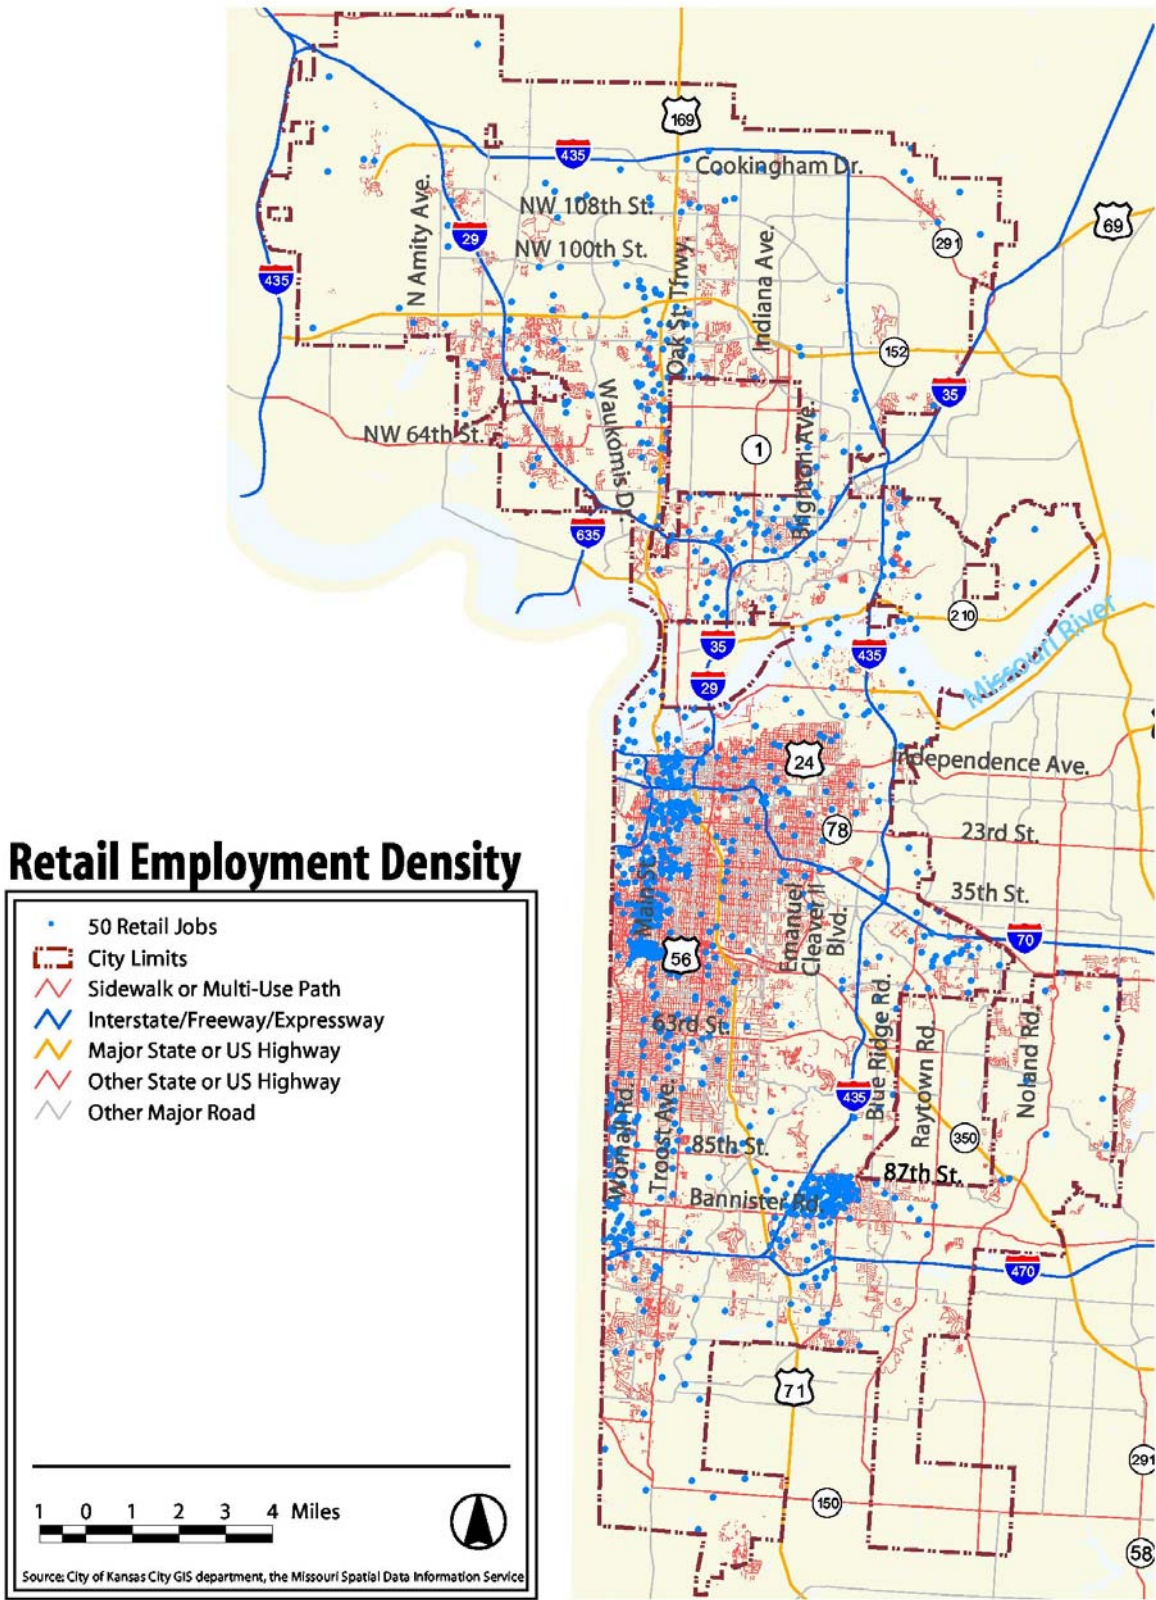 169
435
Cookingham Dr.
N Amity Ave.
NW 108th St.
29
NW 100th St.
291
69
435
Oak St. Tfrwy.
Indiana Ave.
152
35
Waukomis Dr.
NW 64th St.
1
Brighton Ave.
635
210
35
435
29
Missouri River
24
Independence Ave.
78
23rd St.
Main St.
35th St.
Emanuel
Cleaver II
Blvd.
70
56
63rd St.
Blue Ridge Rd.
Raytown Rd.
Noland Rd.
435
Wornall Rd.
Troost Ave.
85th St.
350
87th St.
Bannister Rd.
470
71
291
150
58
Retail Employment Density
50 Retail Jobs
City Limits
Sidewalk or Multi-Use Path
Interstate/Freeway/Expressway
Major State or US Highway
Other State or US Highway
Other Major Road
1 0 1 2 3 4 Miles
Source: City of Kansas City GIS department, the Missouri Spatial Data Information Service